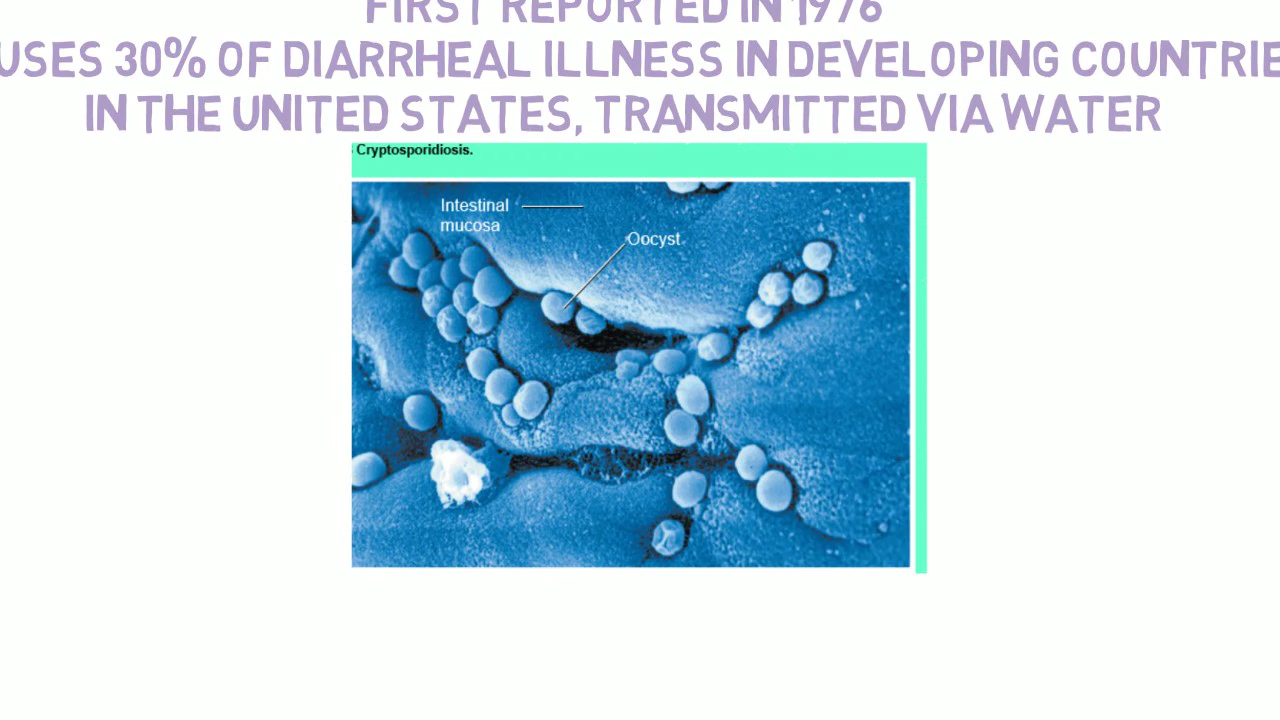 FIRST REPORTED IN 1976
USES 30% OF DIARRHEAL ILLNESS IN DEVELOPING COUNTRIE
IN THE UNITED STATES, TRANSMITTED VIA WATER
Cryptosporidiosis.
Intestinal
mucosa
Oocyst